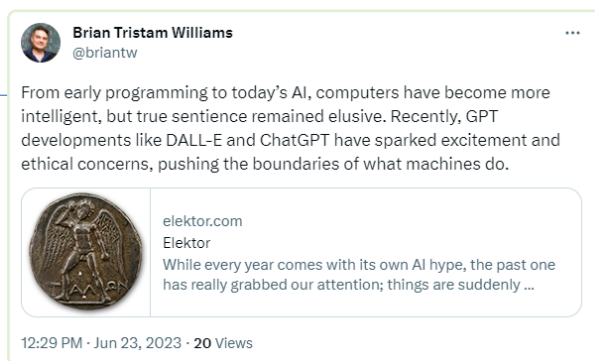 Brian Tristam Williams
@briantw
From early programming to today’s AI, computers have become more
intelligent, but true sentience remained elusive. Recently, GPT
developments like DALL-E and ChatGPT have sparked excitement and
ethical concerns, pushing the boundaries of what machines do.
elektor.com
Elektor
While every year comes with its own AI hype, the past one
has really grabbed our attention; things are suddenly ...
12:29 PM · Jun 23, 2023 · 20 Views